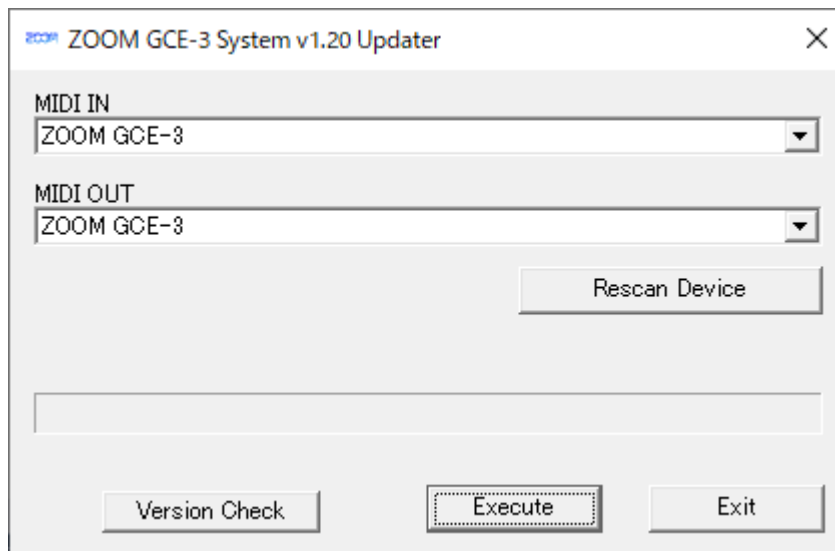 ZOOM ZOOM GCE-3 System v1.20 Updater
MIDI IN
ZOOM GCE-3
MIDI OUT
ZOOM GCE-3
Rescan Device
Version Check Execute Exit